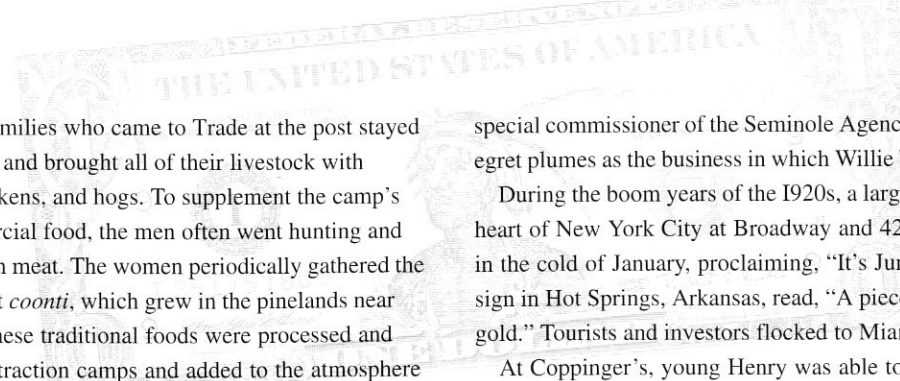 THE UNITED STATES OF AMERICA
milies who came to Trade at the post stayed
and brought all of their livestock with
kens, and hogs. To supplement the camp's
rcial food, the men often went hunting and
meat. The women periodically gathered the
coonti, which grew in the pinelands near
nese traditional foods were processed and
traction camps and added to the atmosphere
special commissioner of the Seminole Agenc
egret plumes as the business in which Willie
During the boom years of the I920s, a larg
heart of New York City at Broadway and 42
in the cold of January, proclaiming, “It’s Jun
sign in Hot Springs, Arkansas, read, “A piec
gold.” Tourists and investors flocked to Mian
At Coppinger’s, young Henry was able to